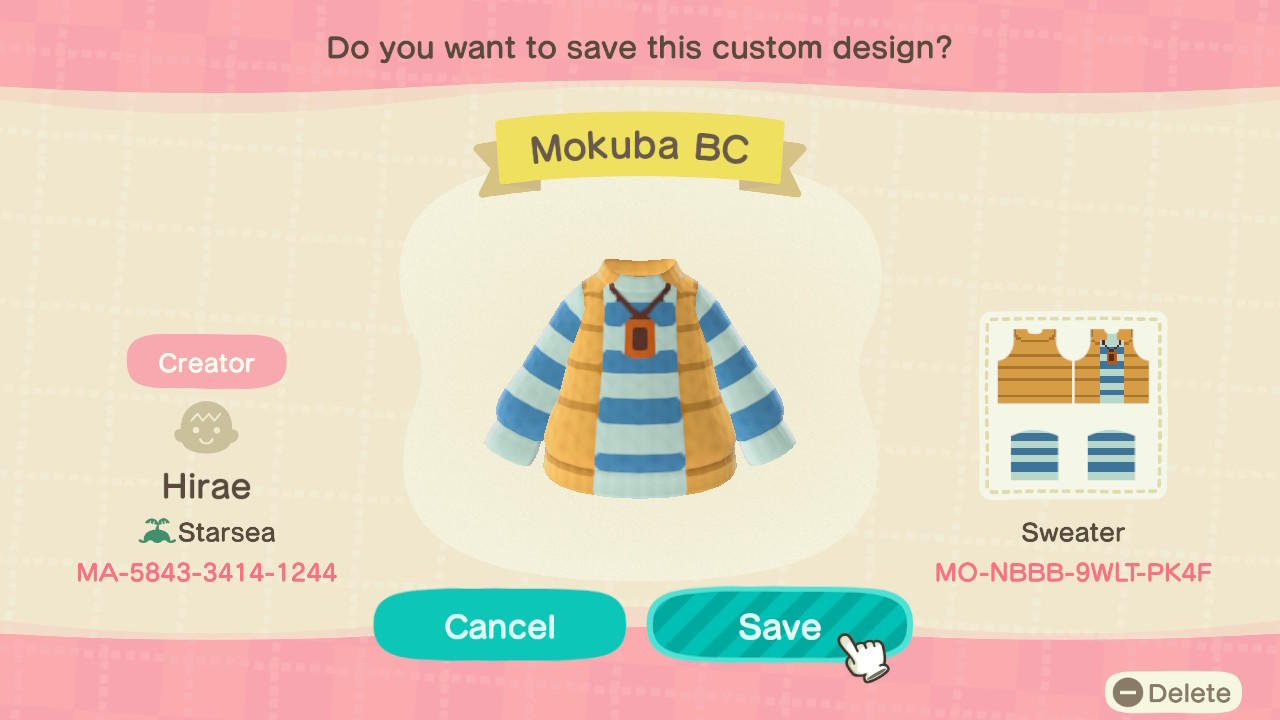 Do you want to save this custom design?
Mokuba BC
Creator
Hirae
Starsea
MA-5843-3414-1244
Sweater
MO-NBBB-9WLT-PK4F
Cancel
Save
Delete